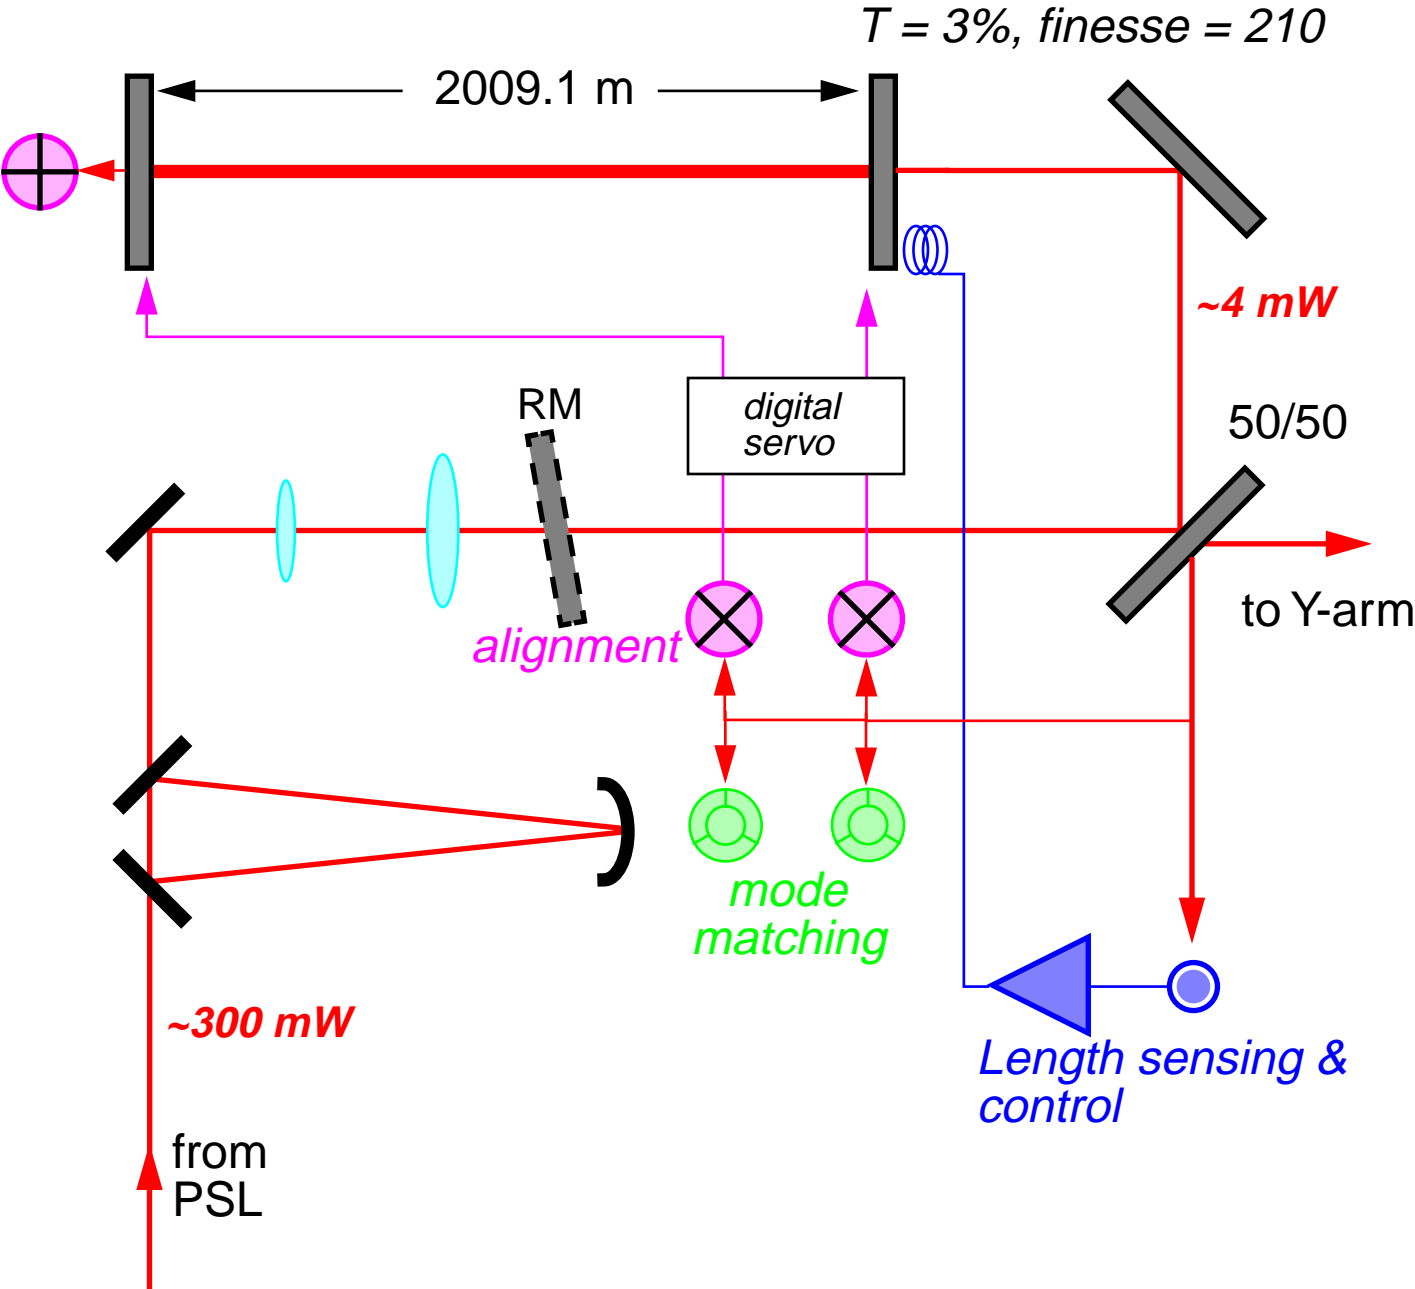 T = 3%, finesse = 210
2009.1 m
~4 mW
RM
digital
servo
50/50
to Y-arm
alignment
mode
matching
~300 mW
Length sensing &
control
from
PSL